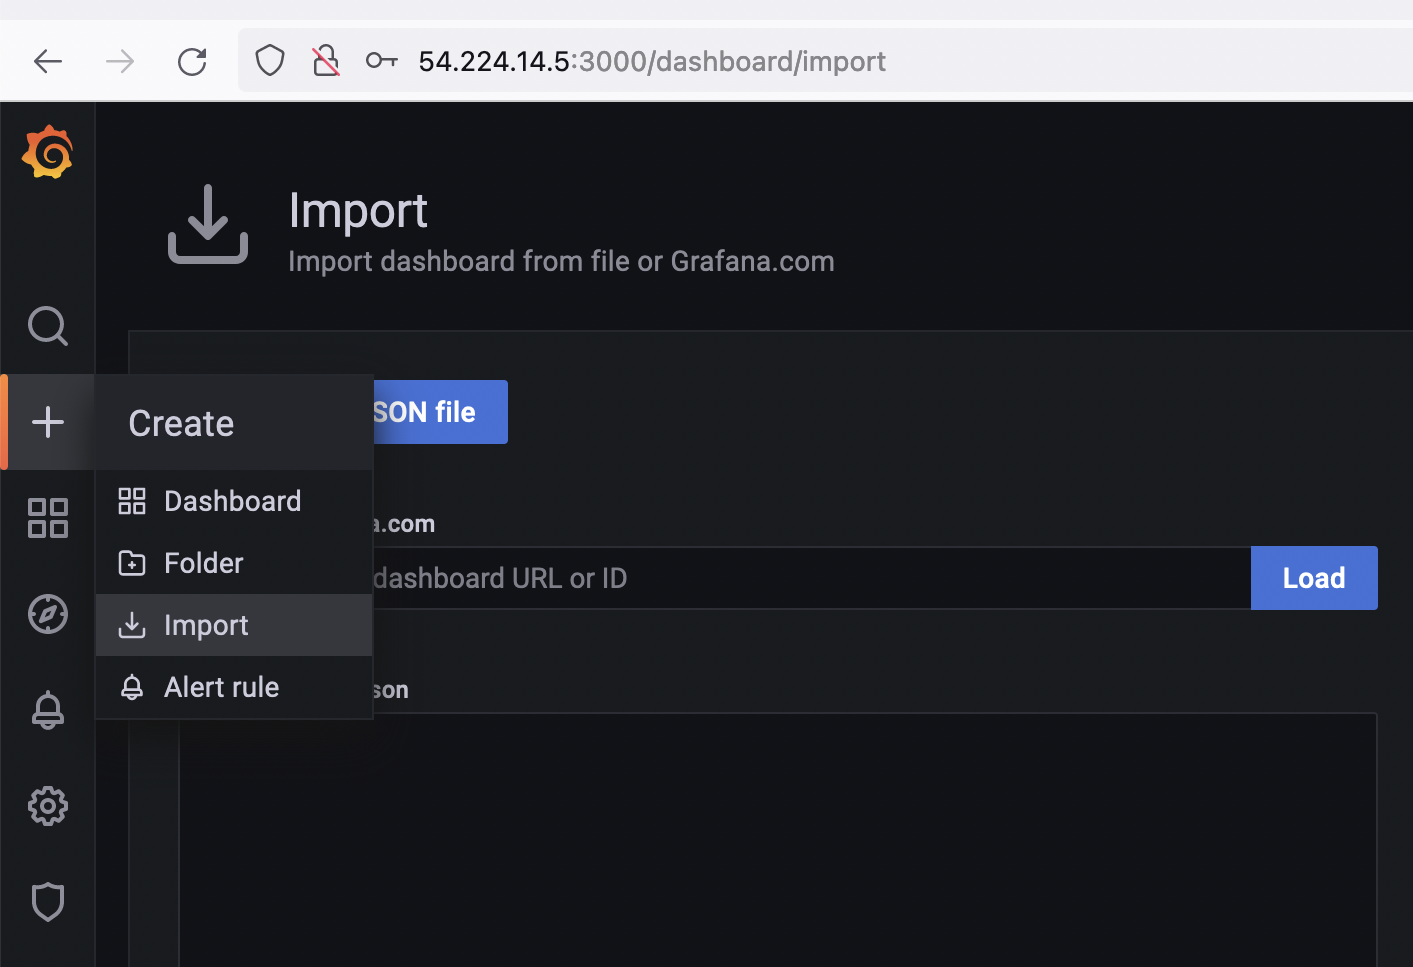 54.224.14.5:3000/dashboard/import
Import
Import dashboard from file or Grafana.com
Create
SON file
Dashboard
a.com
Folder
dashboard URL or ID
Load
Import
Alert rule
son